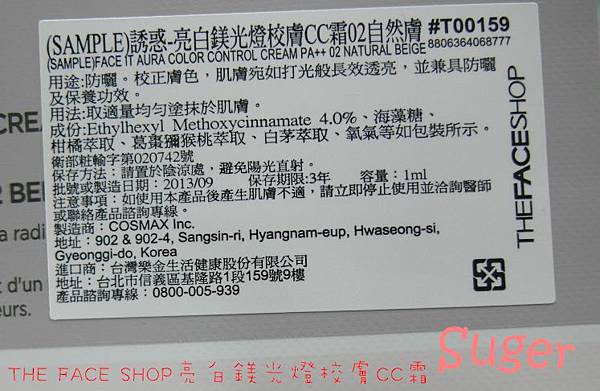 (SAMPLE)誘惑-亮白鎂光燈校膚CC霜02自然膚 #T00159
(SAMPLE)FACE IT AURA COLOR CONTROL CREAM PA++ 02 NATURAL BEIGE 8806364068777
用途:防曬。校正膚色，肌膚宛如打光般長效透亮，並兼具防曬
及保養功效。
用法:取適量均勻塗抹於肌膚。
成份:Ethylhexyl Methoxycinnamate 4.0%、海藻糖、
柑橘萃取、葛棗獼猴桃萃取、白茅萃取、氧氣等如包裝所示。
衛部粧輸字第020742號
保存方法：請置於陰涼處，避免陽光直射。
批號或製造日期：2013/09 保存期限:3年 容量：1ml
注意事項：如使用本產品後產生肌膚不適，請立即停止使用並洽詢醫師
或聯絡產品諮詢專線。
製造商：COSMAX Inc.
地址：902 & 902-4, Sangsin-ri, Hyangnam-eup, Hwaseong-si,
Gyeonggi-do, Korea
進口商：台灣樂金生活健康股份有限公司
地址：台北市信義區基隆路1段159號9樓
產品諮詢專線：0800-005-939
THEFACESHOP
CREA
2 BEI
a radi
t d'un
eurs.
Suger
THE FACE SHOP亮白鎂光燈校膚CC霜